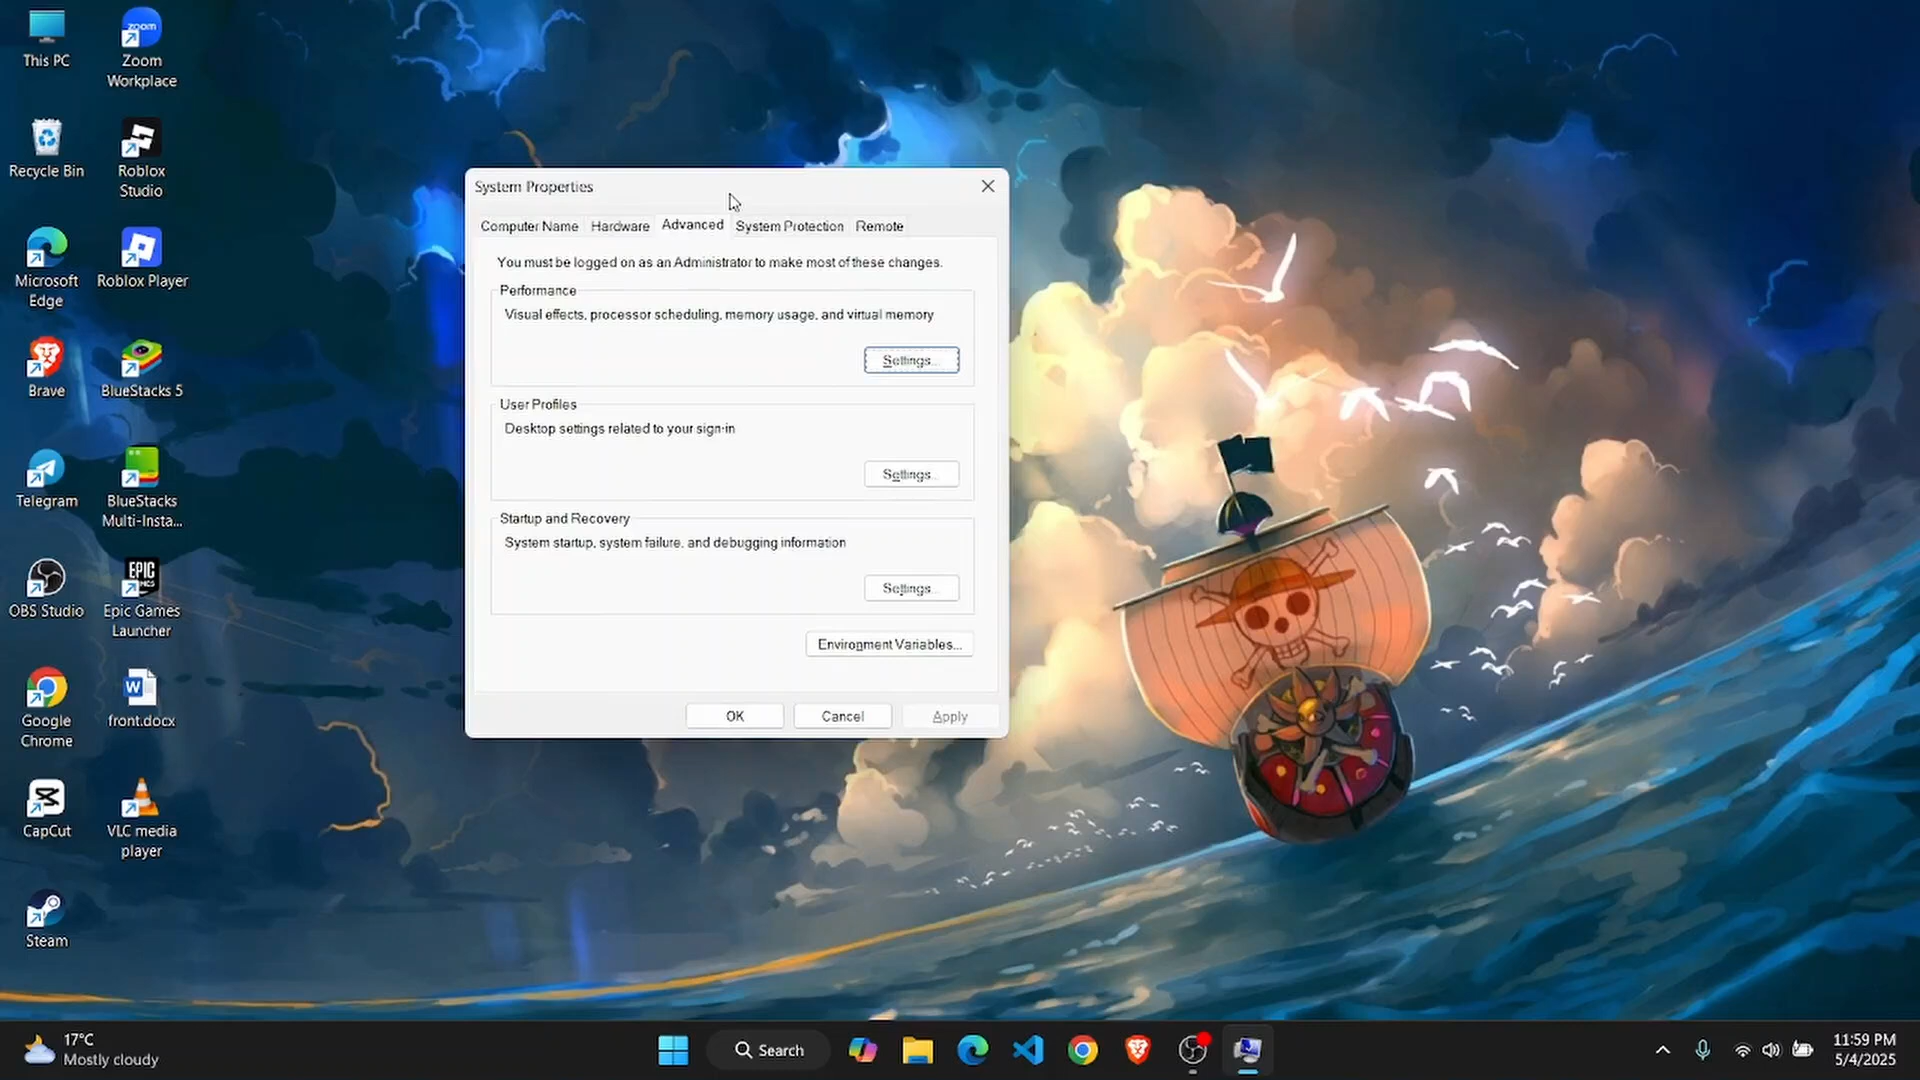 This PC
Zoom
Workplace
Recycle Bin
Roblox
Studio
Microsoft
Edge
Roblox Player
Brave
BlueStacks 5
Telegram
BlueStacks
Multi-Insta...
OBS Studio
Epic Games
Launcher
Google
Chrome
front.docx
CapCut
VLC media
player
Steam
zoom
EPIC
GAMES
W
System Properties
Computer Name
Hardware
Advanced
System Protection
Remote
You must be logged on as an Administrator to make most of these changes.
Performance
Visual effects, processor scheduling, memory usage, and virtual memory
Settings...
User Profiles
Desktop settings related to your sign-in
Settings...
Startup and Recovery
System startup, system failure, and debugging information
Settings...
Environment Variables...
OK
Cancel
Apply
17°C
Mostly cloudy
Search
11:59 PM
5/4/2025